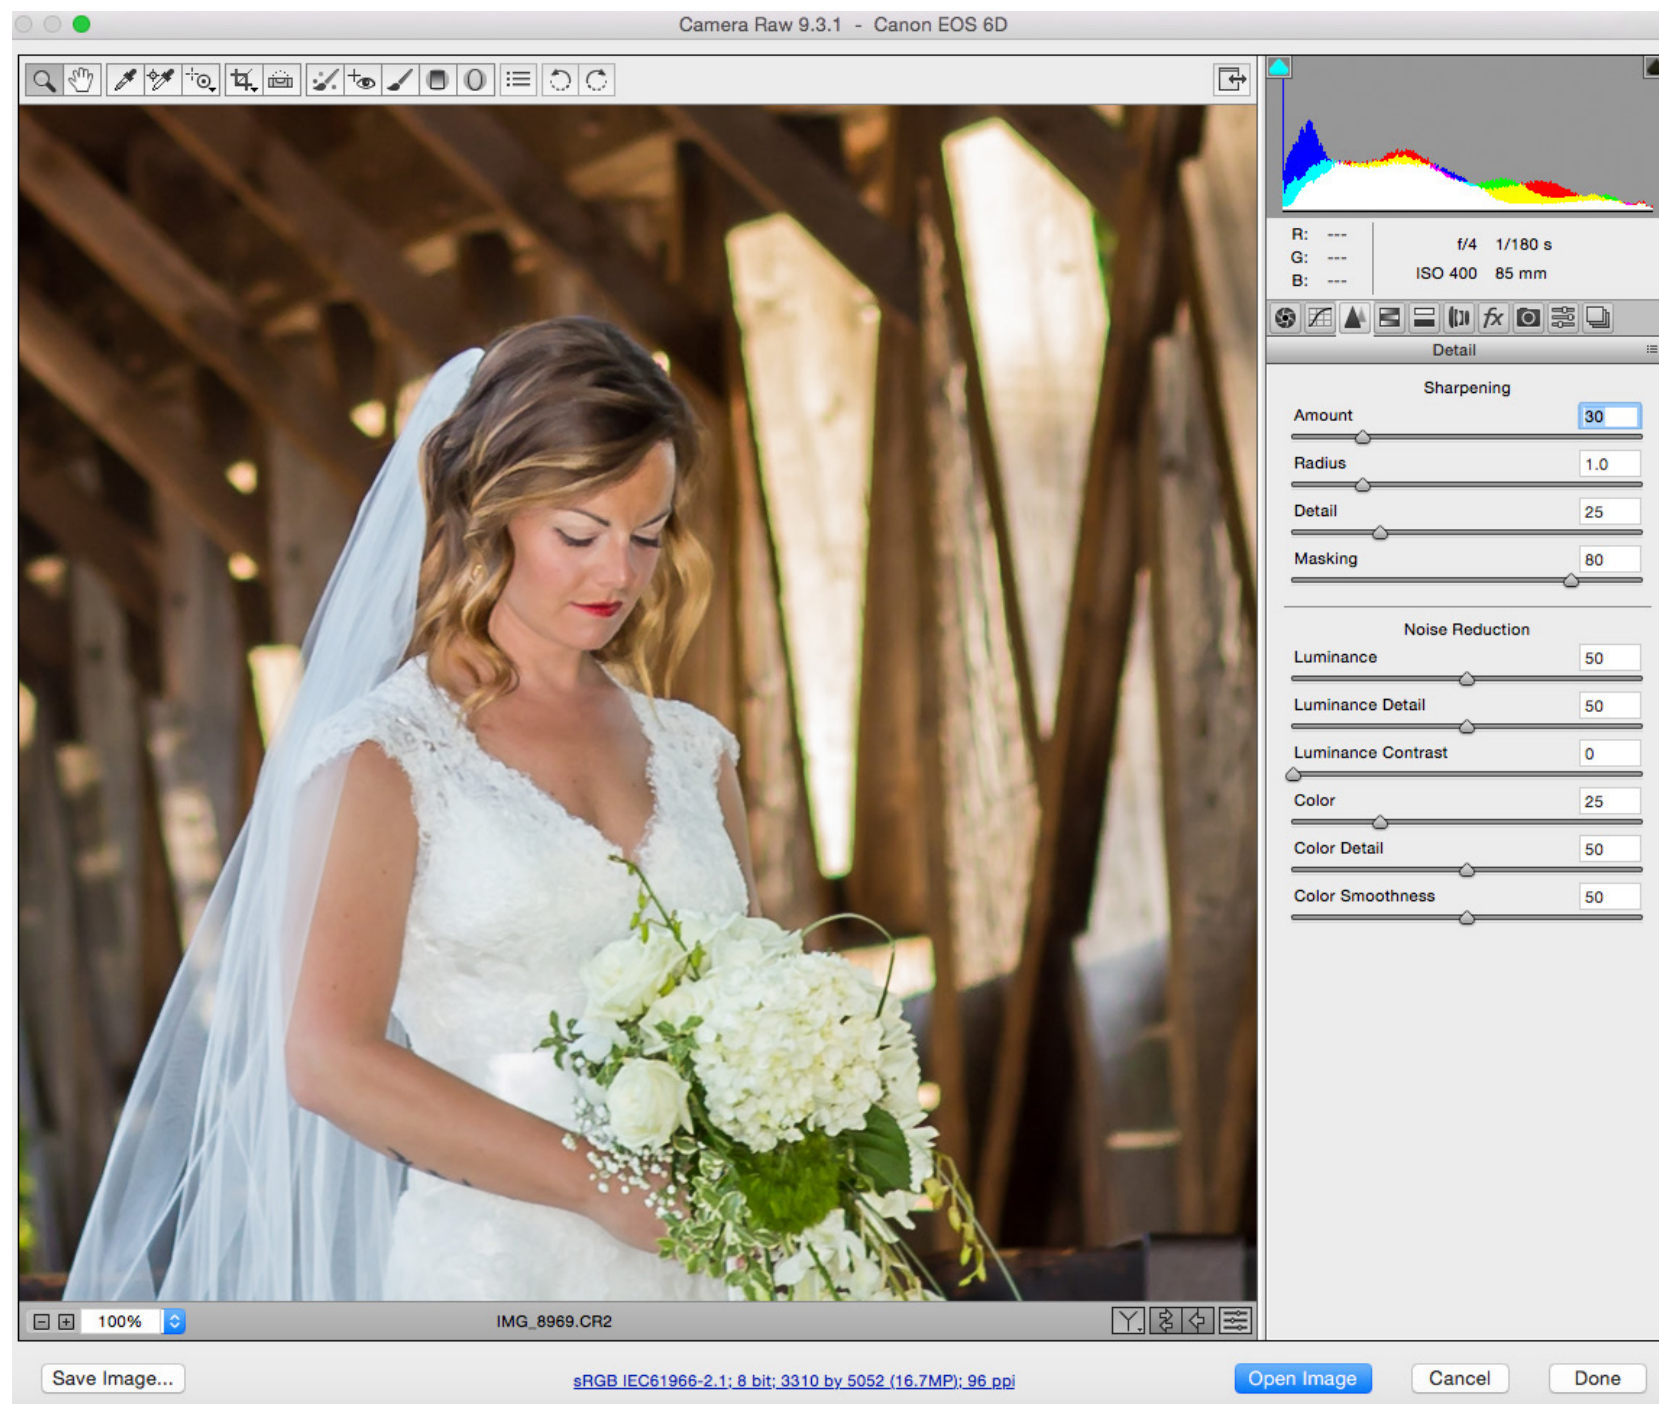 Camera Raw 9.3.1 - Canon EOS 6D
R: ---
G: ---
B: ---
f/4 1/180 s
ISO 400 85 mm
fx
Detail
Sharpening
Amount 30
Radius 1.0
Detail 25
Masking 80
Noise Reduction
Luminance 50
Luminance Detail 50
Luminance Contrast 0
Color 25
Color Detail 50
Color Smoothness 50
100%
IMG_8969.CR2
Y
Save Image...
sRGB IEC61966-2.1; 8 bit; 3310 by 5052 (16.7MP); 96 ppi
Open Image
Cancel
Done